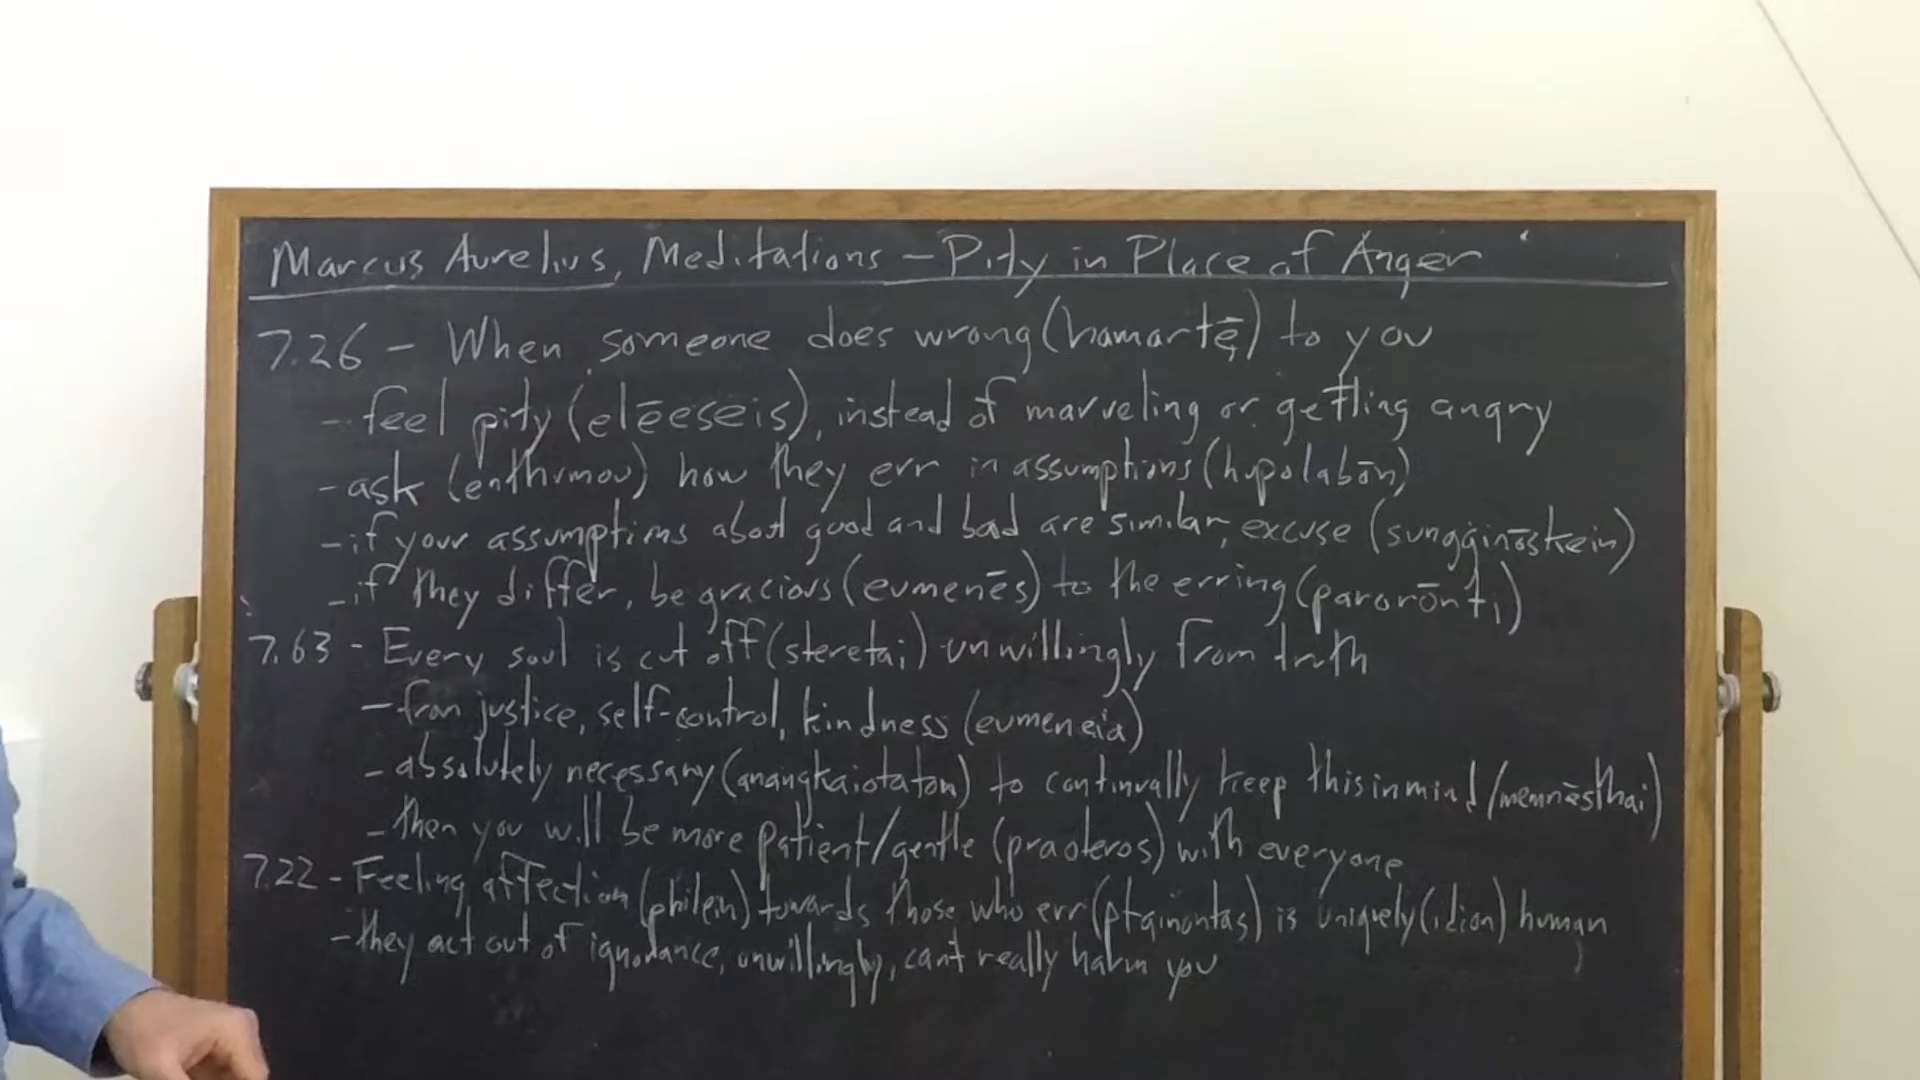 Marcus Aurelius, Meditations - Pity in Place of Anger
7.26 - When someone does wrong (hamartę̄) to you
- feel pity (elēeseis), instead of marveling or getting angry
- ask (enthumou) how they err in assumptions (hupolabōn)
- if your assumptions about good and bad are similar, excuse (sungginōskein)
- if they differ, be gracious (eumenēs) to the erring (parorōnti)
7.63 - Every soul is cut off (steretai) unwillingly from truth
- from justice, self-control, kindness (eumeneia)
- absolutely necessary (anangkaiotaton) to continually keep this in mind (memnēsthai)
- then you will be more patient/gentle (praoteros) with everyone
7.22 - Feeling affection (philein) towards those who err (ptaiontas) is uniquely (idion) human
- they act out of ignorance, unwillingly, can't really harm you